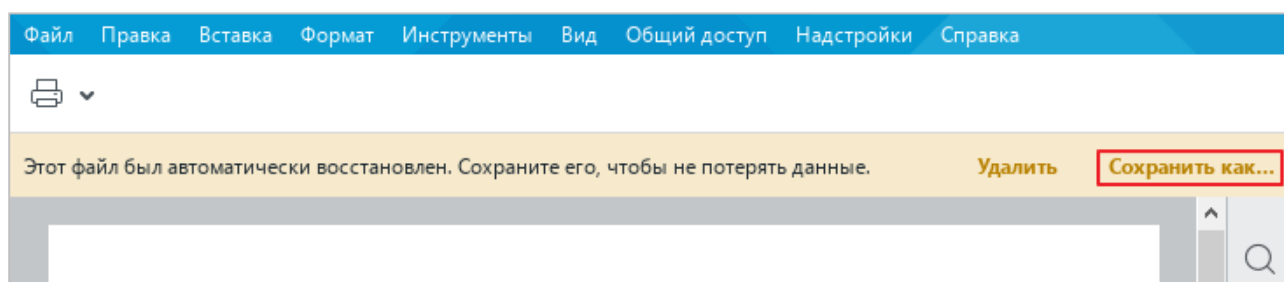 Файл Правка Вставка Формат Инструменты Вид Общий доступ Надстройки Справка
Этот файл был автоматически восстановлен. Сохраните его, чтобы не потерять данные. Удалить Сохранить как...